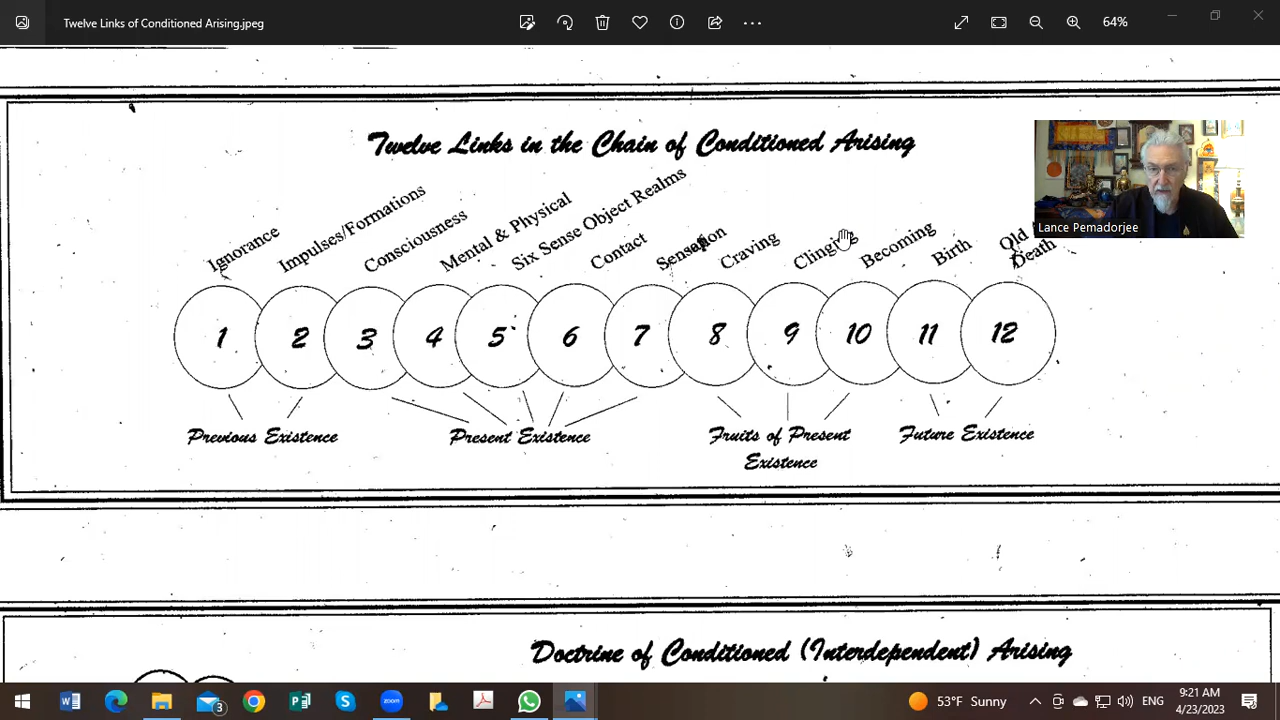 Twelve Links of Conditioned Arising.jpeg
64%
Twelve Links in the Chain of Conditioned Arising
Lance Pemadorjee
Ignorance
Impulses/Formations
Consciousness
Mental & Physical
Six Sense Object Realms
Contact
Sensation
Craving
Clinging
Becoming
Birth
Old
Death
1 2 3 4 5 6 7 8 9 10 11 12
Previous Existence
Present Existence
Fruits of Present
Existence
Future Existence
Doctrine of Conditioned (Interdependent) Arising
3
53°F Sunny
ENG
9:21 AM
4/23/2023